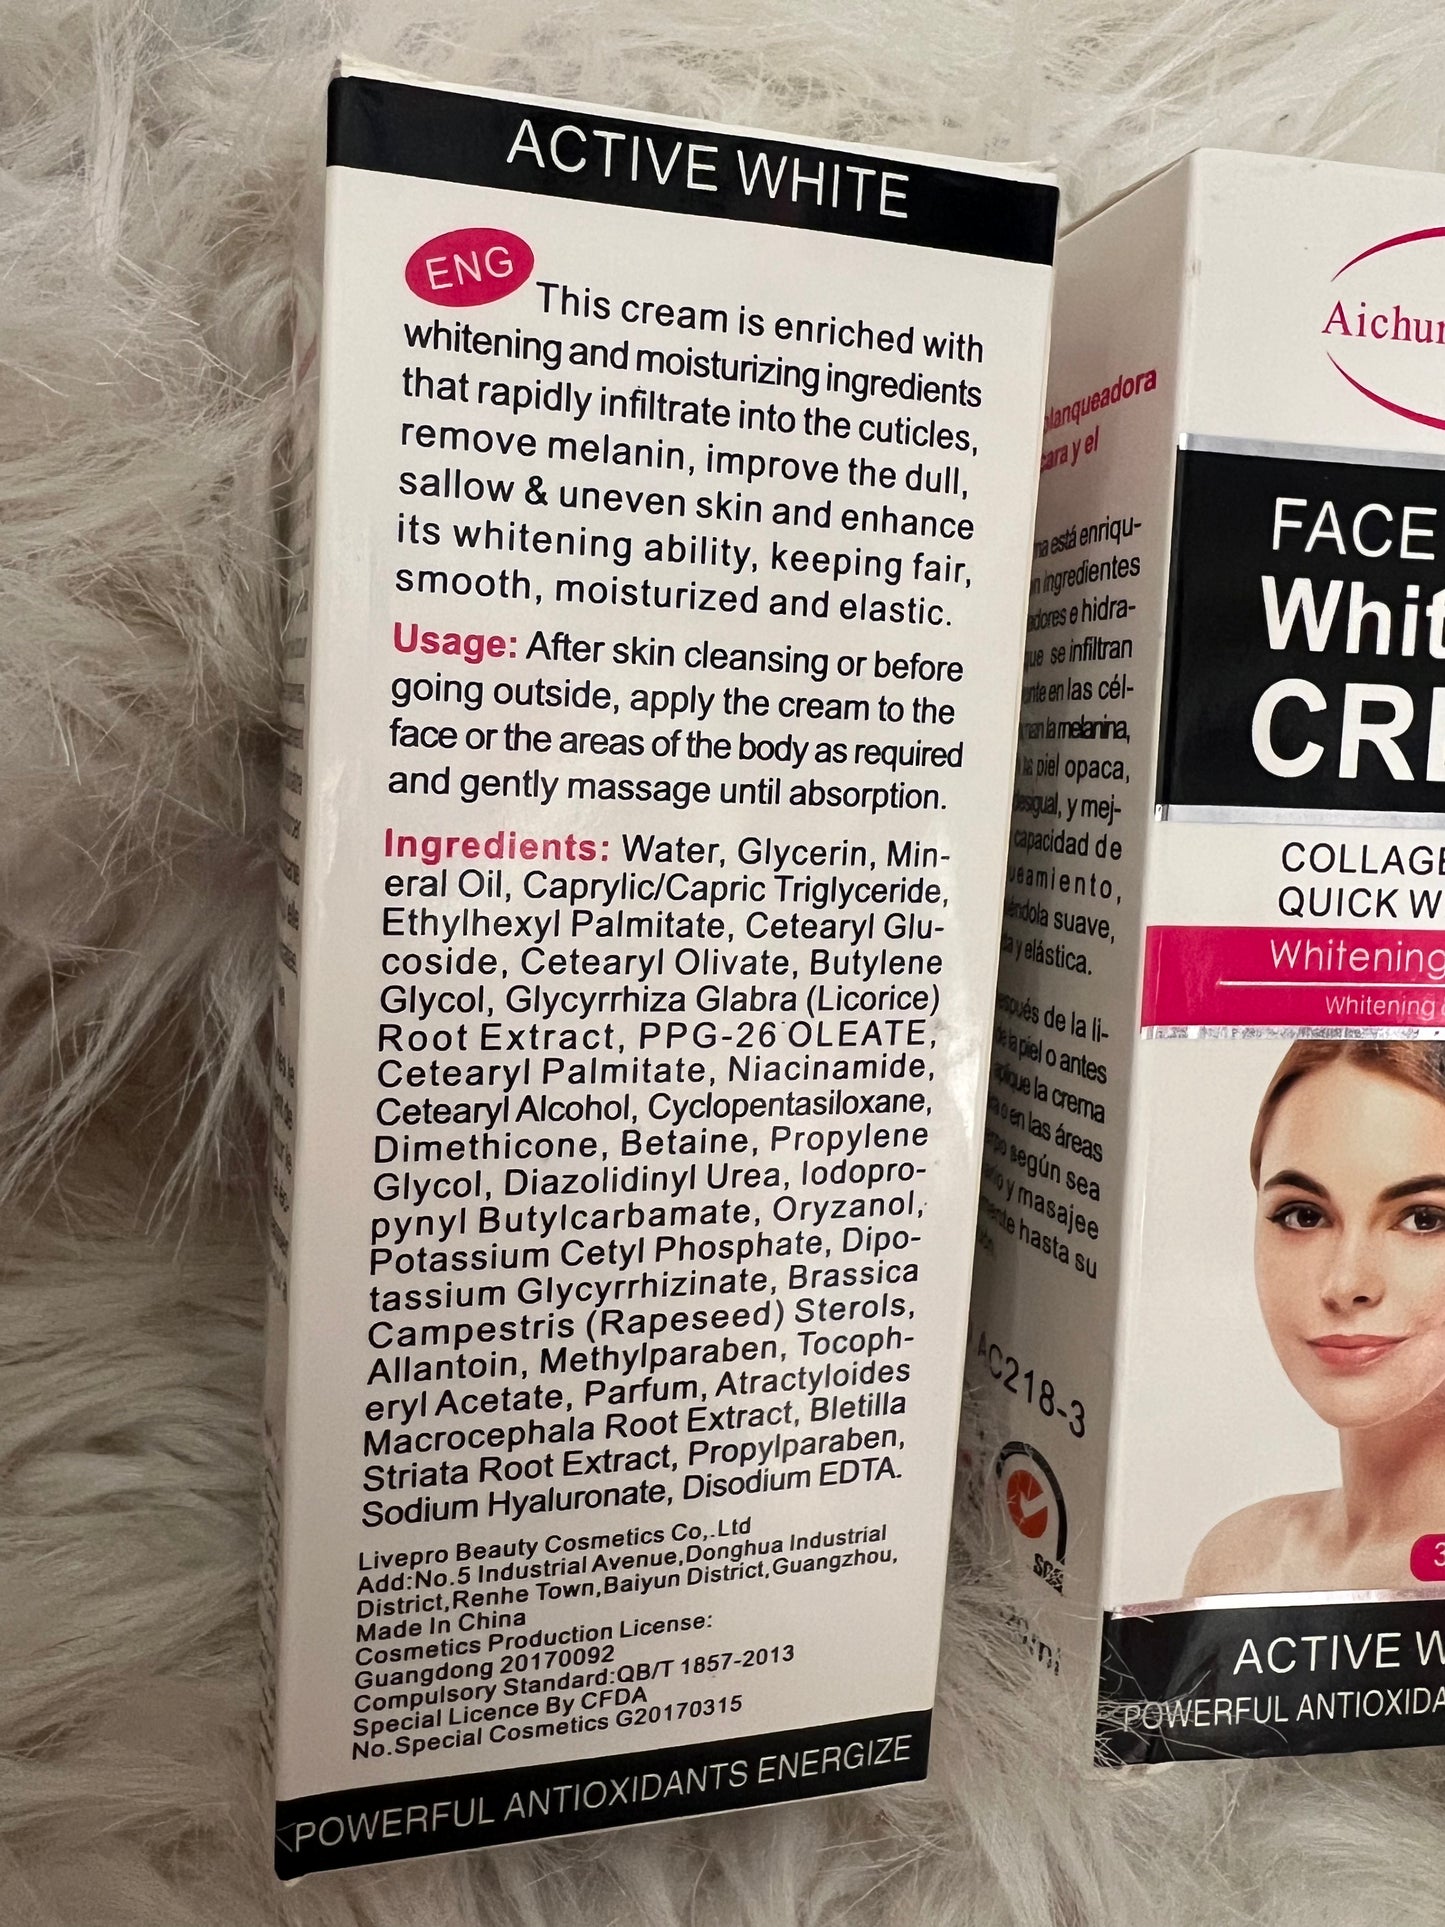 ACTIVE WHITE
ENG
This cream is enriched with
whitening and moisturizing ingredients
that rapidly infiltrate into the cuticles,
remove melanin, improve the dull,
sallow & uneven skin and enhance
its whitening ability, keeping fair,
smooth, moisturized and elastic.
Usage: After skin cleansing or before
going outside, apply the cream to the
face or the areas of the body as required
and gently massage until absorption.
Ingredients: Water, Glycerin, Min-
eral Oil, Caprylic/Capric Triglyceride,
Ethylhexyl Palmitate, Cetearyl Glu-
coside, Cetearyl Olivate, Butylene
Glycol, Glycyrrhiza Glabra (Licorice)
Root Extract, PPG-26 OLEATE,
Cetearyl Palmitate, Niacinamide,
Cetearyl Alcohol, Cyclopentasiloxane,
Dimethicone, Betaine, Propylene
Glycol, Diazolidinyl Urea, Iodopro-
pynyl Butylcarbamate, Oryzanol,
Potassium Cetyl Phosphate, Dipo-
tassium Glycyrrhizinate, Brassica
Campestris (Rapeseed) Sterols,
Allantoin, Methylparaben, Tocoph-
eryl Acetate, Parfum, Atractyloides
Macrocephala Root Extract, Bletilla
Striata Root Extract, Propylparaben,
Sodium Hyaluronate, Disodium EDTA.
Livepro Beauty Cosmetics Co,.Ltd
Add:No.5 Industrial Avenue,Donghua Industrial
District,Renhe Town,Baiyun District,Guangzhou,
Made In China
Cosmetics Production License:
Guangdong 20170092
Compulsory Standard:QB/T 1857-2013
Special Licence By CFDA
No.Special Cosmetics G20170315
POWERFUL ANTIOXIDANTS ENERGIZE
cara y el
está enriqu-
ingredientes
e hidra-
se infiltran
en las cél-
la melanina,
piel opaca,
y mej-
capacidad de
suave,
y elástica.
de la li-
la piel o antes
la crema
o en las áreas
según sea
y masajee
hasta su
AC218-3
FACE
CRE
COLLAGE
QUICK W
Whitening
Whitening
ACTIVE W
POWERFUL ANTIOXIDA